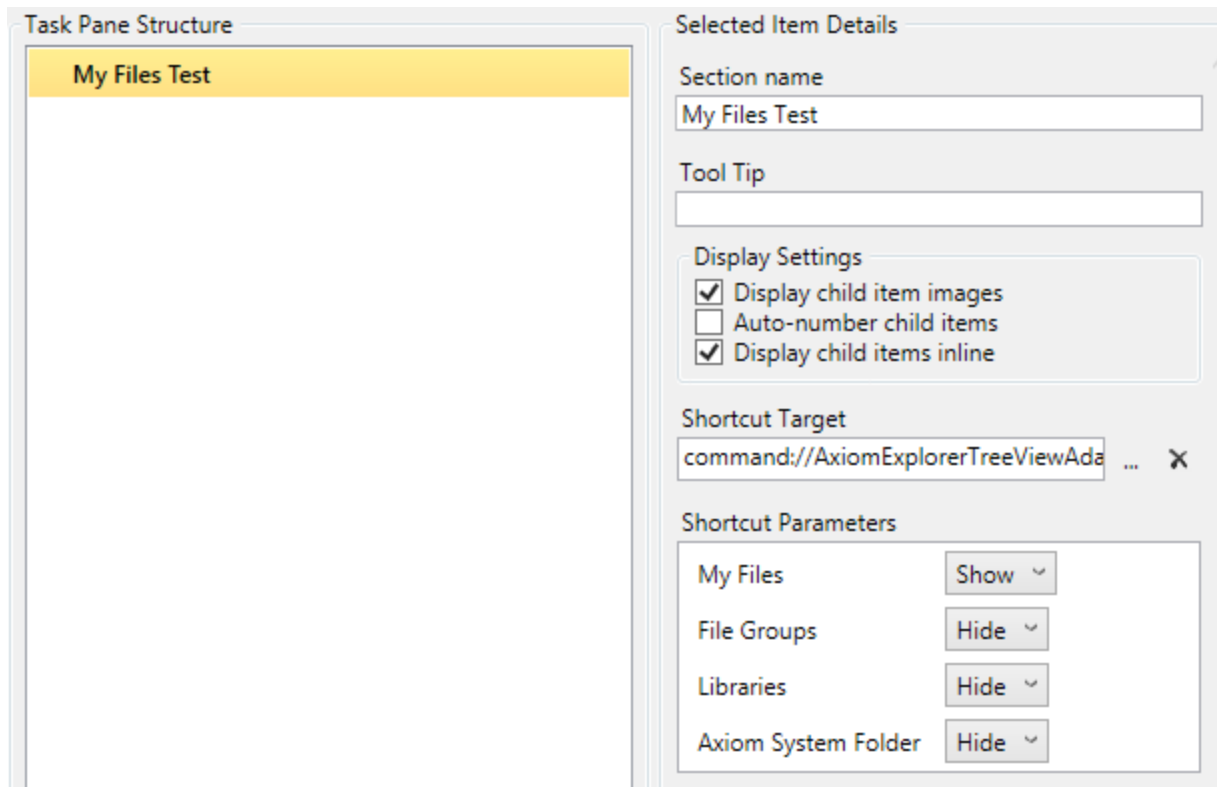 Task Pane Structure
My Files Test
Selected Item Details
Section name
My Files Test
Tool Tip
Display Settings
Display child item images
Auto-number child items
Display child items inline
Shortcut Target
command://AxiomExplorerTreeViewAda ...
Shortcut Parameters
My Files Show
File Groups Hide
Libraries Hide
Axiom System Folder Hide